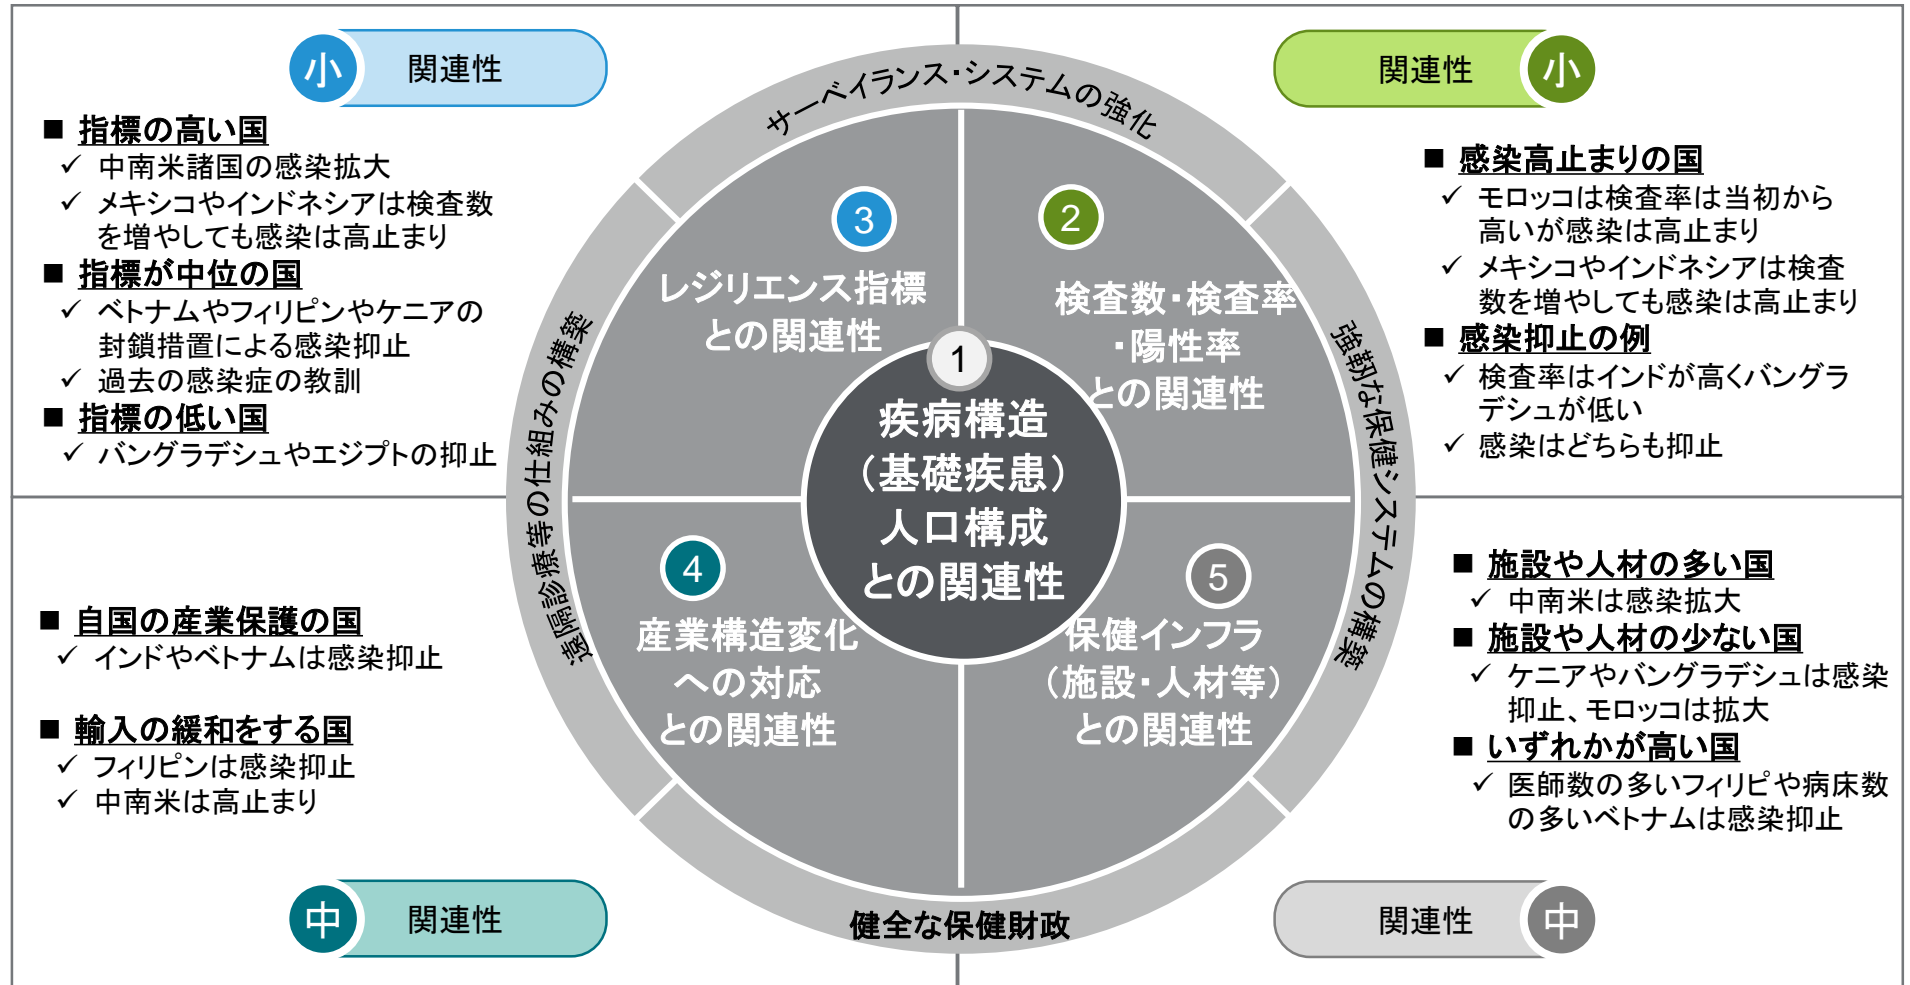 小 関連性
■ 指標の高い国
✓ 中南米諸国の感染拡大
✓ メキシコやインドネシアは検査数
を増やしても感染は高止まり
■ 指標が中位の国
✓ ベトナムやフィリピンやケニアの
封鎖措置による感染抑止
✓ 過去の感染症の教訓
■ 指標の低い国
✓ バングラデシュやエジプトの抑止
関連性 小
■ 感染高止まりの国
✓ モロッコは検査率は当初から
高いが感染は高止まり
✓ メキシコやインドネシアは検査
数を増やしても感染は高止まり
■ 感染抑止の例
✓ 検査率はインドが高くバングラ
デシュが低い
✓ 感染はどちらも抑止
サーベイランス・システムの強化
遠隔診療等の仕組みの構築
強靭な保健システムの構築
健全な保健財政
3
レジリエンス指標
との関連性
2
検査数・検査率
・陽性率
との関連性
1
疾病構造
（基礎疾患）
人口構成
との関連性
4
産業構造変化
への対応
との関連性
5
保健インフラ
（施設・人材等）
との関連性
■ 自国の産業保護の国
✓ インドやベトナムは感染抑止
■ 輸入の緩和をする国
✓ フィリピンは感染抑止
✓ 中南米は高止まり
中 関連性
■ 施設や人材の多い国
✓ 中南米は感染拡大
■ 施設や人材の少ない国
✓ ケニアやバングラデシュは感染
抑止、モロッコは拡大
■ いずれかが高い国
✓ 医師数の多いフィリピや病床数
の多いベトナムは感染抑止
関連性 中